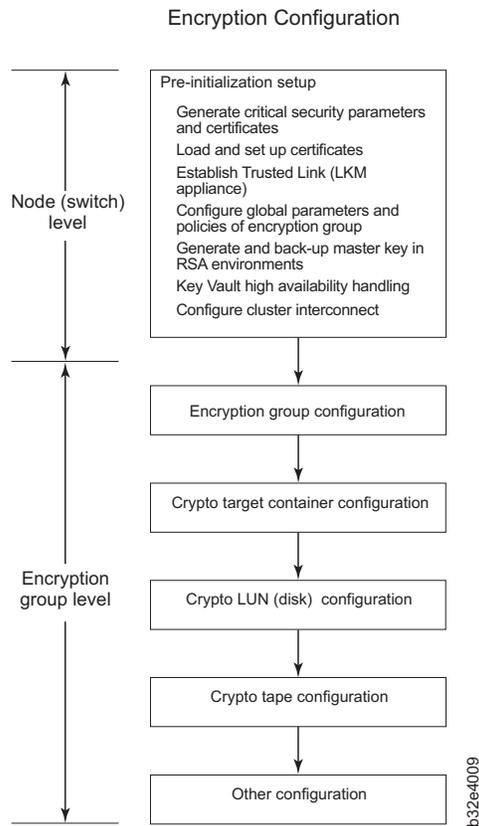 Encryption Configuration
Pre-initialization setup
Generate critical security parameters
and certificates
Load and set up certificates
Establish Trusted Link (LKM
appliance)
Configure global parameters and
policies of encryption group
Generate and back-up master key in
RSA environments
Key Vault high availability handling
Configure cluster interconnect
Node (switch)
level
Encryption group configuration
Crypto target container configuration
Crypto LUN (disk) configuration
Encryption
group level
Crypto tape configuration
Other configuration
b32e4009